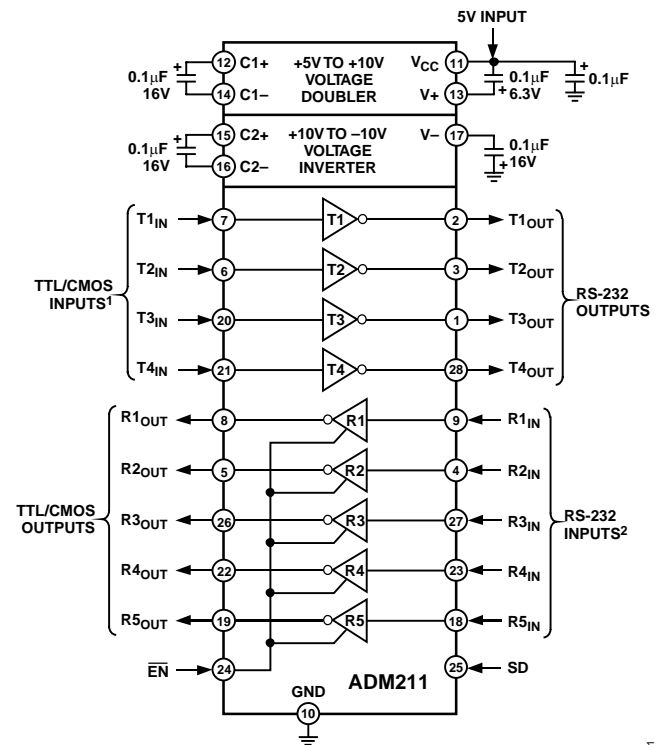 5V INPUT
0.1μF
16V
+
12 C1+
14 C1–
+5V TO +10V
VOLTAGE
DOUBLER
VCC 11
V+ 13
+
0.1μF
6.3V
+
0.1μF
0.1μF
16V
+
15 C2+
16 C2–
+10V TO –10V
VOLTAGE
INVERTER
V– 17
+
0.1μF
16V
TTL/CMOS
INPUTS1
T1IN 7 T1 2 T1OUT
T2IN 6 T2 3 T2OUT
T3IN 20 T3 1 T3OUT
T4IN 21 T4 28 T4OUT
RS-232
OUTPUTS
TTL/CMOS
OUTPUTS
R1OUT 8 R1 9 R1IN
R2OUT 5 R2 4 R2IN
R3OUT 26 R3 27 R3IN
R4OUT 22 R4 23 R4IN
R5OUT 19 R5 18 R5IN
RS-232
INPUTS2
EN 24
25 SD
ADM211
GND
10